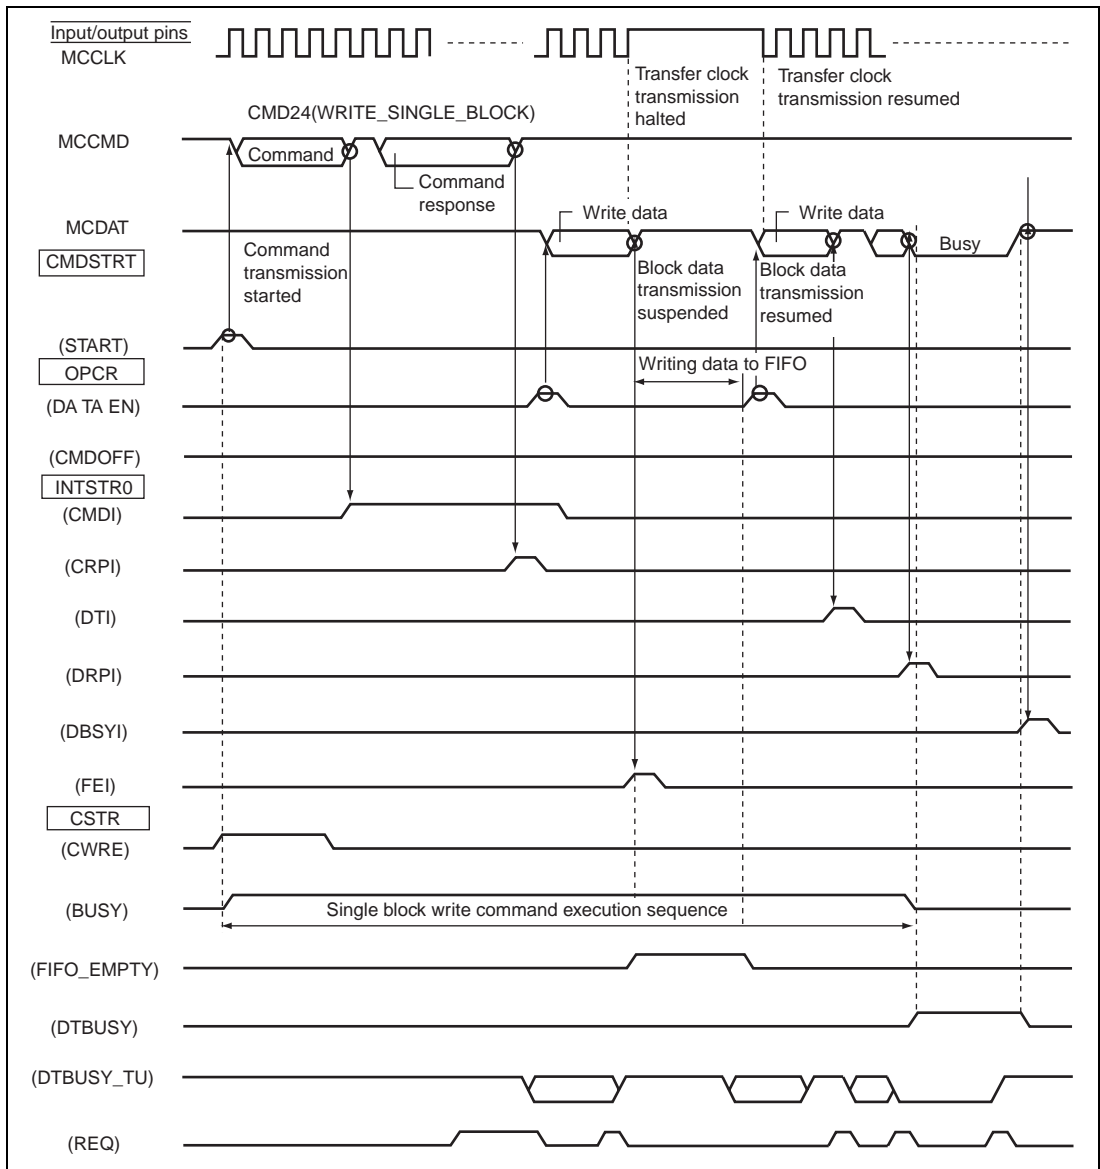 Input/output pins
MCCLK
Transfer clock
transmission
halted
Transfer clock
transmission resumed
CMD24(WRITE_SINGLE_BLOCK)
MCCMD
Command
Command
response
MCDAT
Write data
Write data
Busy
CMDSTRT
Command
transmission
started
Block data
transmission
suspended
Block data
transmission
resumed
(START)
OPCR
Writing data to FIFO
(DA TA EN)
(CMDOFF)
INTSTR0
(CMDI)
(CRPI)
(DTI)
(DRPI)
(DBSYI)
(FEI)
CSTR
(CWRE)
(BUSY)
Single block write command execution sequence
(FIFO_EMPTY)
(DTBUSY)
(DTBUSY_TU)
(REQ)